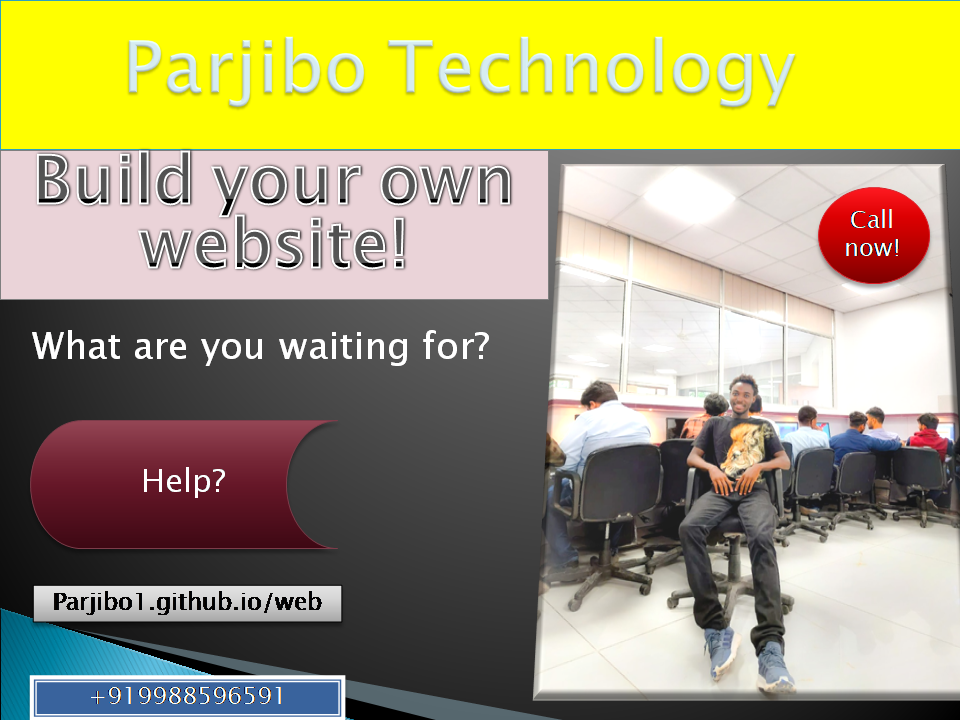 Parjibo Technology
Build your own
website!
Call
now!
What are you waiting for?
Help?
Parjibo1.github.io/web
+919988596591